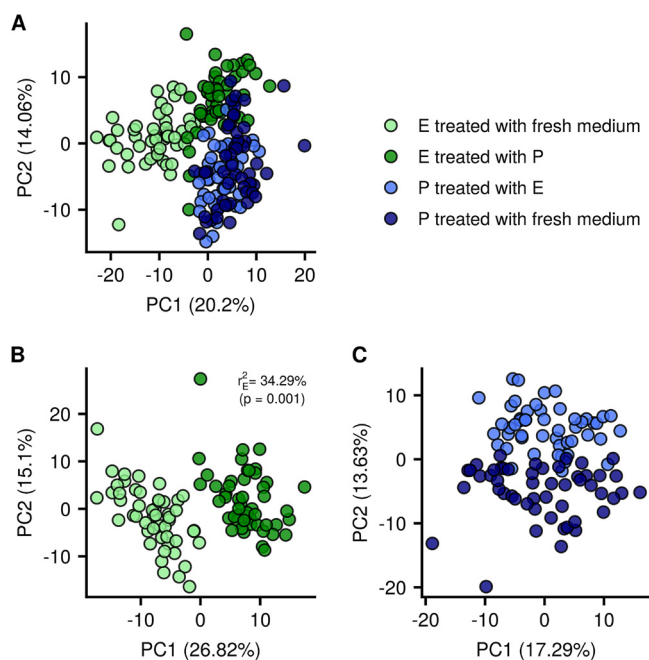 A
10
0
-10
PC2 (14.06%)
-20
-10
0
10
20
PC1 (20.2%)
E treated with fresh medium
E treated with P
P treated with E
P treated with fresh medium
B
20
10
0
-10
PC2 (15.1%)
r²E= 34.29%
(p = 0.001)
-10
0
10
PC1 (26.82%)
C
10
0
-10
-20
PC2 (13.63%)
-20
-10
0
10
PC1 (17.29%)